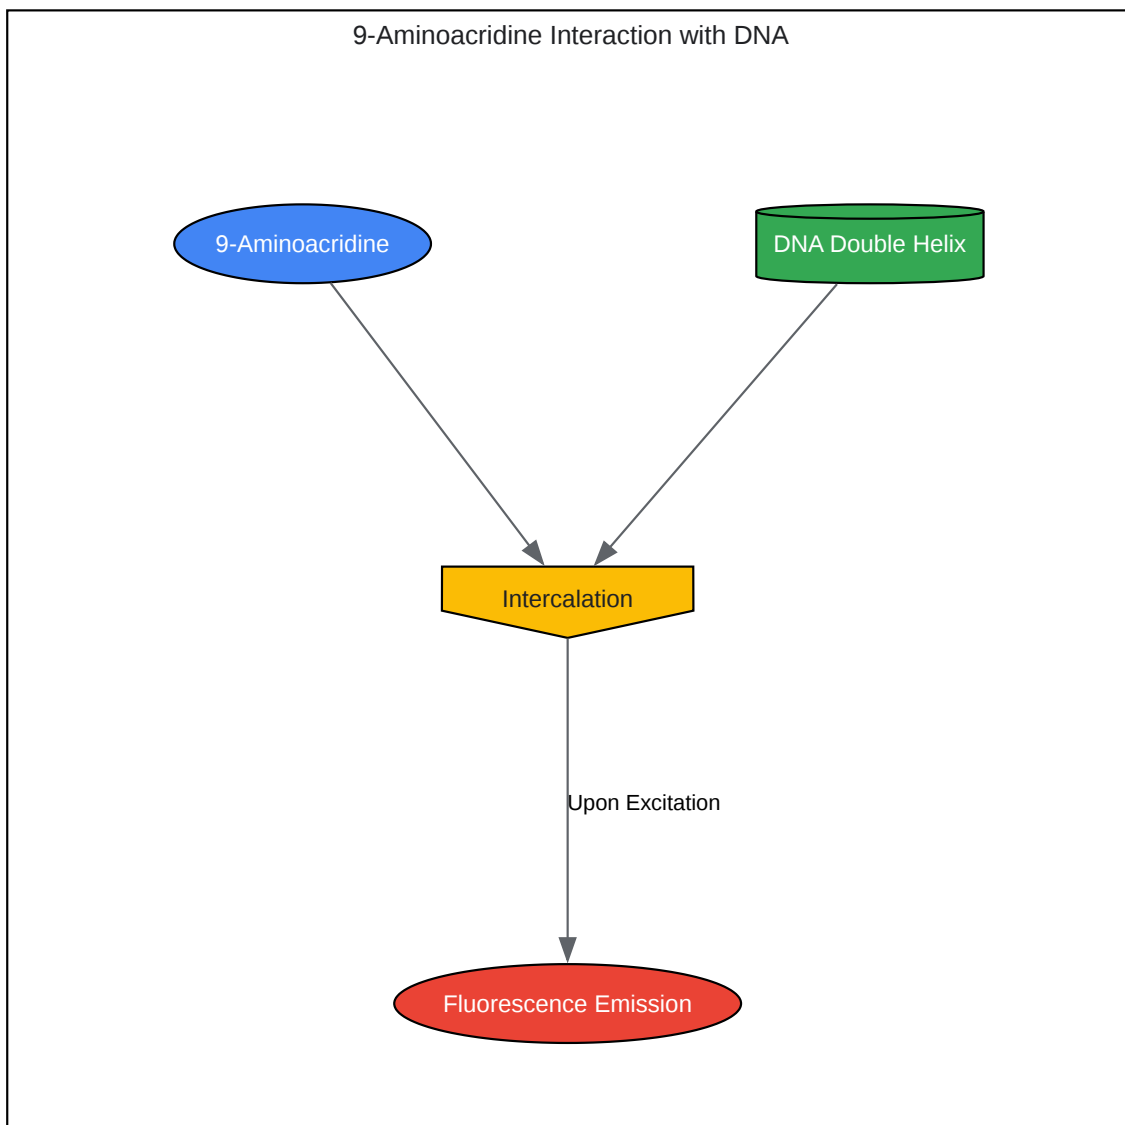 9-Aminoacridine Interaction with DNA
9-Aminoacridine
DNA Double Helix
Intercalation
Upon Excitation
Fluorescence Emission